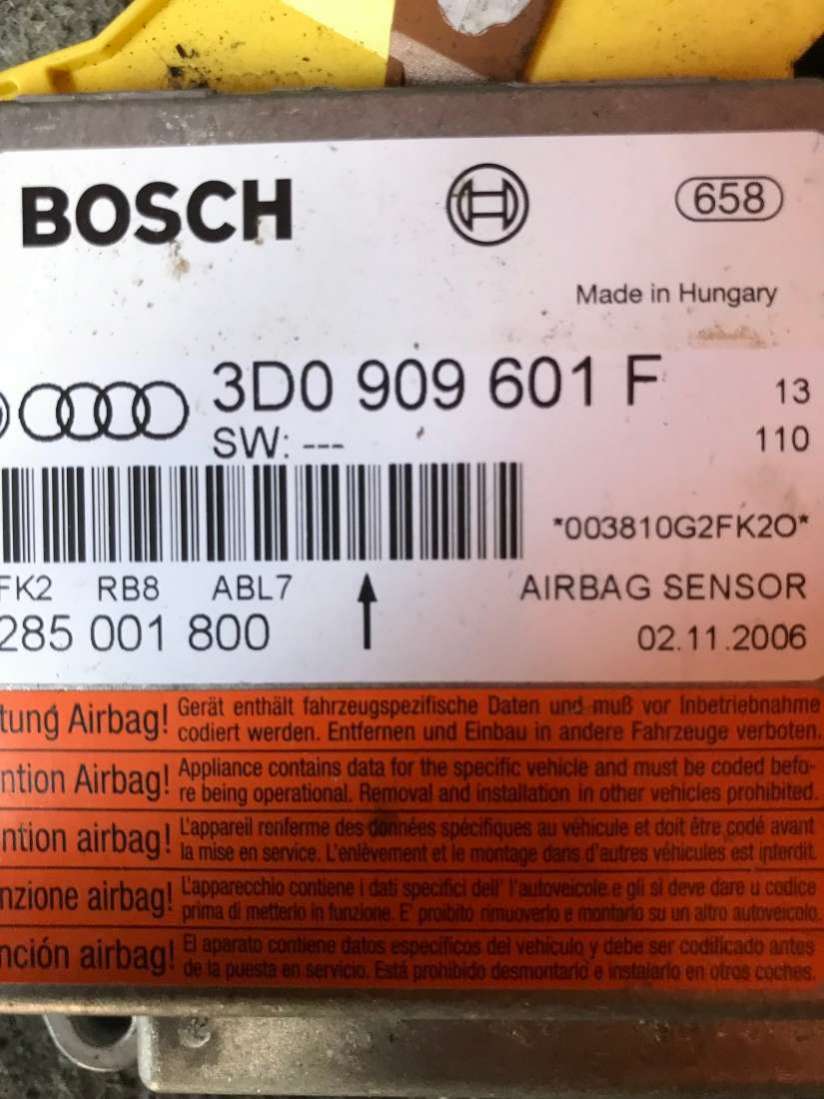 BOSCH
658
Made in Hungary
3D0 909 601 F 13
SW: --- 110
*003810G2FK2O*
FK2 RB8 ABL7 AIRBAG SENSOR
285 001 800 02.11.2006
tung Airbag! Gerät enthält fahrzeugspezifische Daten und muß vor Inbetriebnahme
codiert werden. Entfernen und Einbau in andere Fahrzeuge verboten.
ntion Airbag! Appliance contains data for the specific vehicle and must be coded befo-
re being operational. Removal and installation in other vehicles prohibited.
ntion airbag! L'appareil renferme des données spécifiques au véhicule et doit être codé avant
la mise en service. L'enlèvement et le montage dans d'autres véhicules est interdit.
nzione airbag! L'apparecchio contiene i dati specifici dell' l'autoveicole e gli si deve dare u codice
prima di metterlo in funzione. E' proibito rimuoverlo e montarlo su un altro autoveicolo.
nción airbag! El aparato contiene datos específicos del vehículo y debe ser codificado antes
de la puesta en servicio. Está prohibido desmontarlo e instalarlo en otros coches.